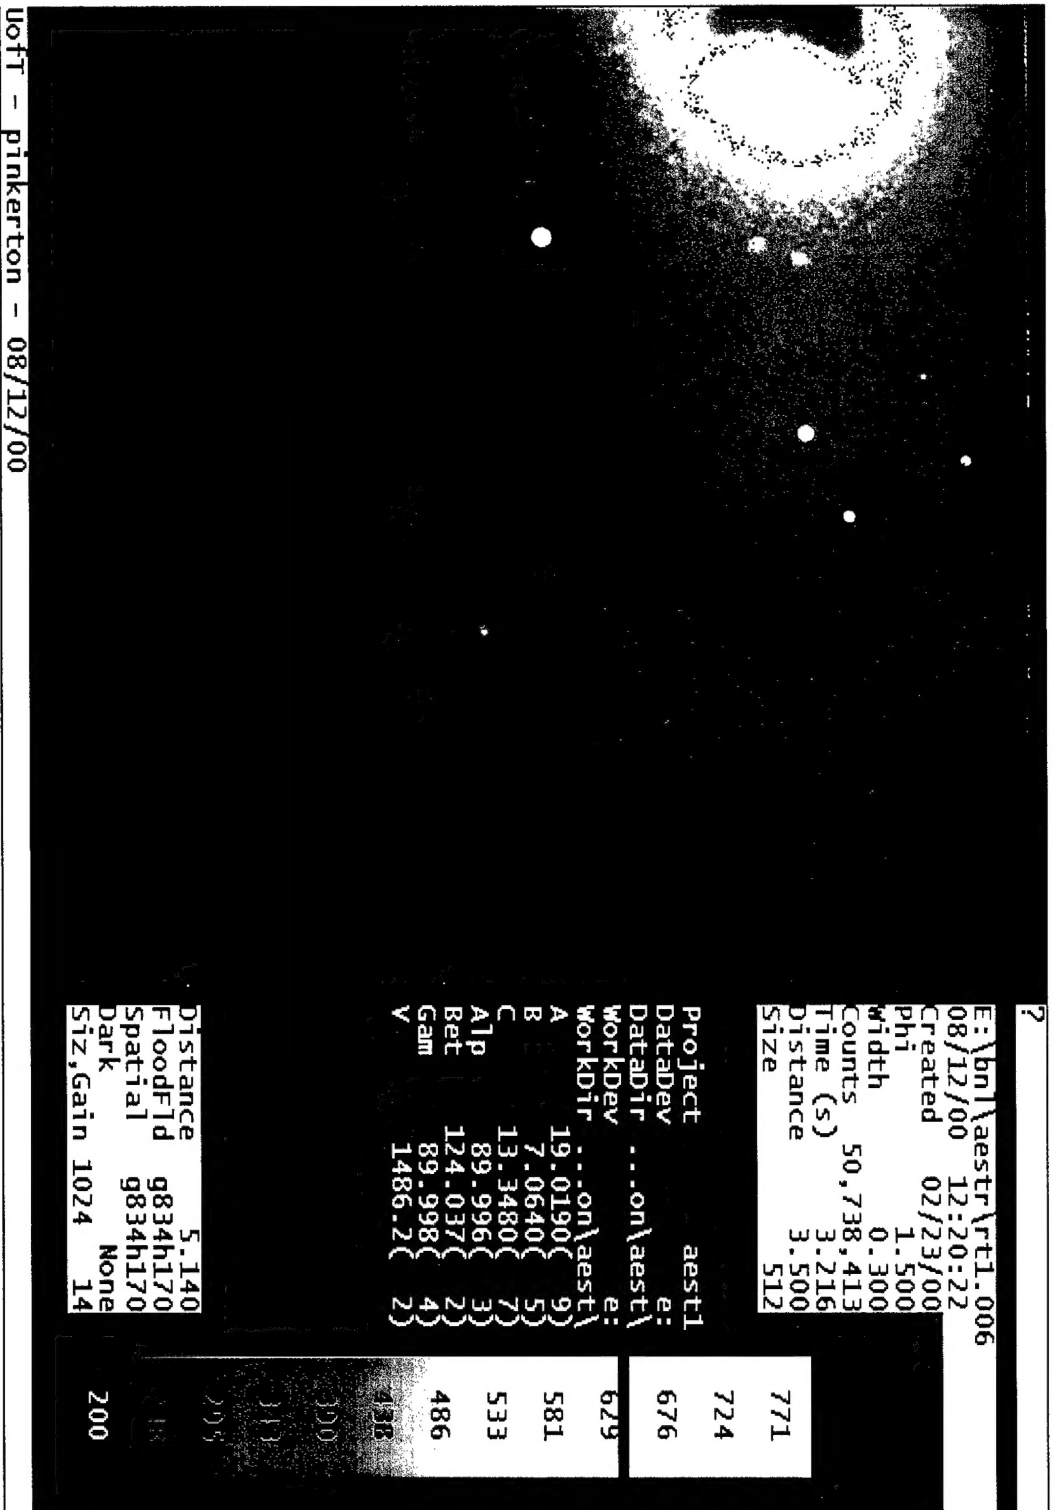 ?
E:\bnl\aestr\rt1.006
08/12/00 12:20:22
Created 02/23/00
Phi 1.500
Width 0.300
Counts 50,738,413
Time (s) 3.216
Distance 3.500
Size 512
Project aest1
DataDev e:
DataDir ...on\aest\
WorkDev e:
WorkDir ...on\aest\
A 19.0190( 9)
B 7.0640( 5)
C 13.3480( 7)
Alp 89.996( 3)
Bet 124.037( 2)
Gam 89.998( 4)
V 1486.2( 2)
Distance 5.140
FloodFld g834h170
Spatial g834h170
Dark None
Siz,Gain 1024 14
771
724
676
629
581
533
486
438
390
343
295
200
UofT - pinkerton - 08/12/00